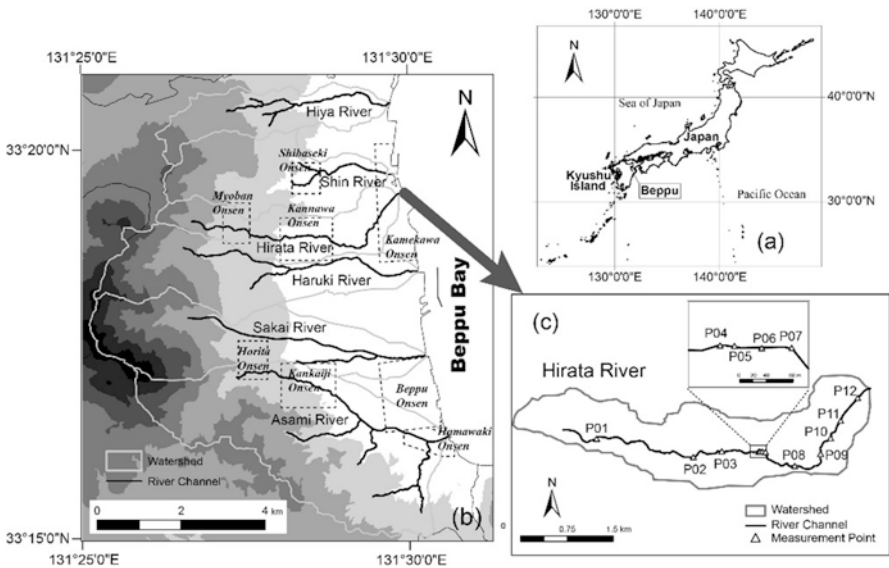 131°25'0"E
131°30'0"E
33°20'0"N
33°15'0"N
131°25'0"E
131°30'0"E
N
Hiya River
Shibaseki
Onsen
Shin River
Myoban
Onsen
Kannawa
Onsen
Hirata River
Kamekawa
Onsen
Haruki River
Sakai River
Horita
Onsen
Kankaiji
Onsen
Beppu
Onsen
Asami River
Hamawaki
Onsen
Beppu Bay
Watershed
River Channel
0 2 4 km
(b)
130°0'0"E
140°0'0"E
N
Sea of Japan
40°0'0"N
Japan
Kyushu
Island
Beppu
30°0'0"N
Pacific Ocean
(a)
130°0'0"E
140°0'0"E
(c)
P04
P06
P07
P05
0 20 40
Hirata River
P12
P11
P10
P01
P02
P03
P08
P09
N
0
0.75
1.5 km
Watershed
River Channel
Measurement Point